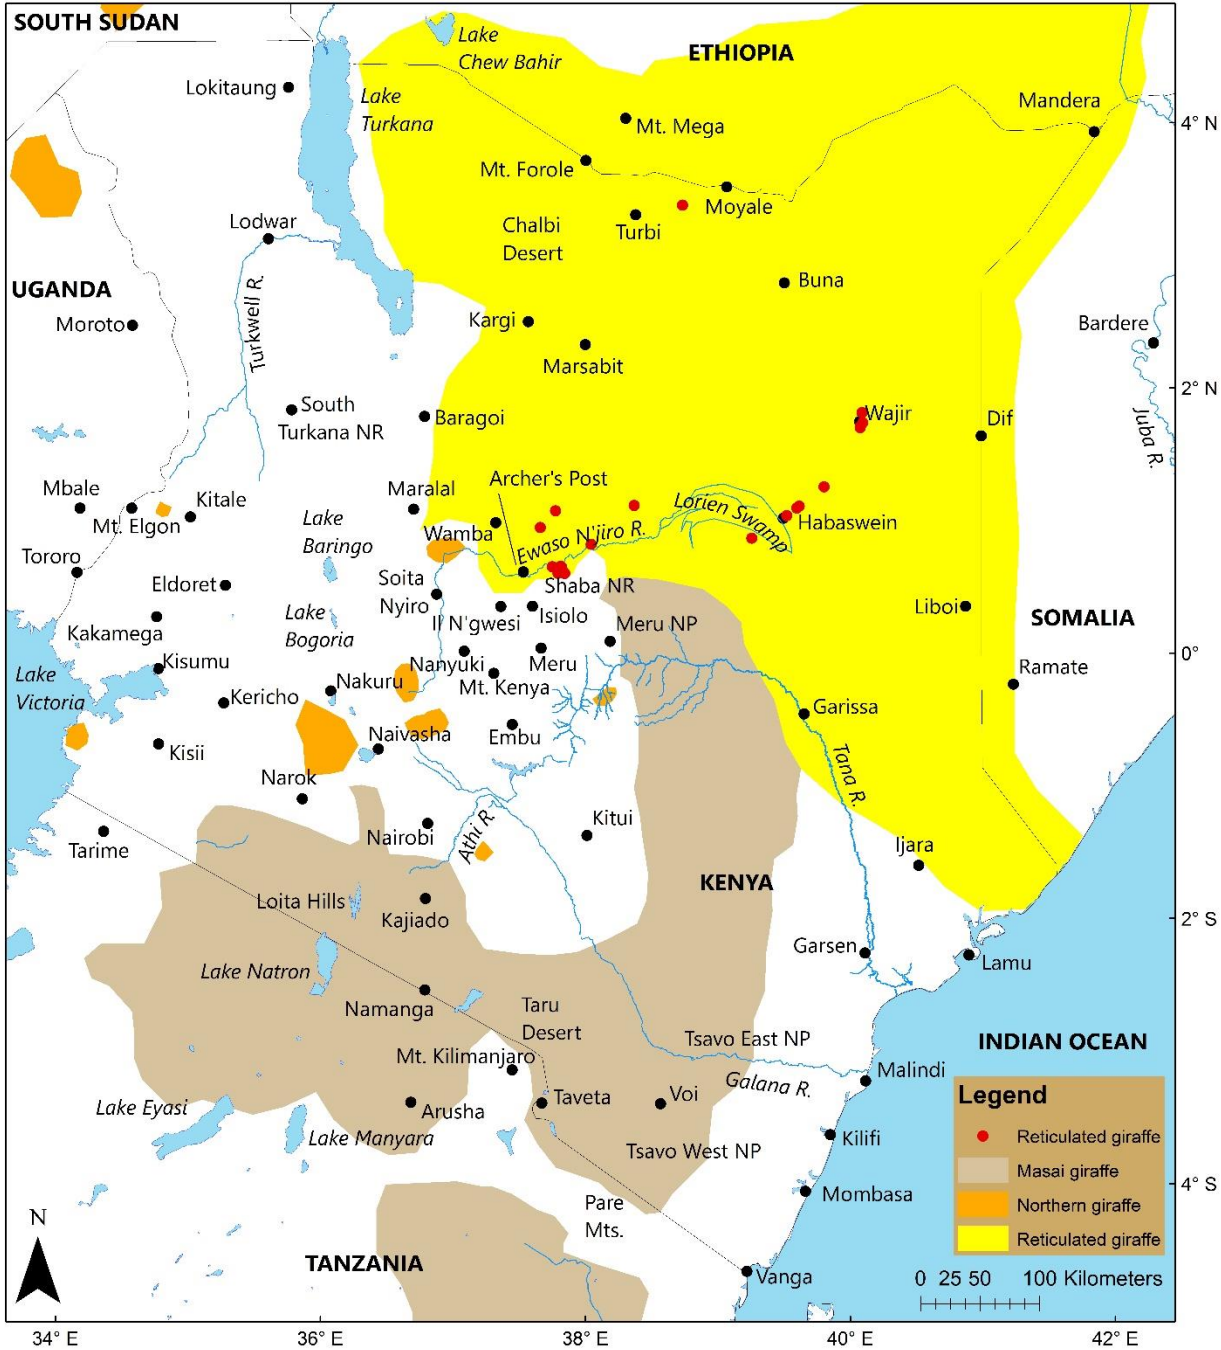 SOUTH SUDAN
Lake
Chew Bahir
ETHIOPIA
Lokitaung
Lake
Turkana
Mandera
4° N
Mt. Mega
Mt. Forole
Moyale
Lodwar
Chalbi
Desert
Turbi
UGANDA
Turkwell R.
Buna
Moroto
Kargi
Bardere
Marsabit
2° N
South
Turkana NR
Baragoi
Wajir
Dif
Juba R.
Archer's Post
Mbale
Kitale
Maralal
Mt. Elgon
Lake
Baringo
Wamba
Lorien Swamp
Habaswein
Ewaso N'jiro R.
Tororo
Eldoret
Soita
Nyiro
Shaba NR
Il N'gwesi
Isiolo
Liboi
SOMALIA
Kakamega
Lake
Bogoria
Meru NP
Kisumu
Nanyuki
Meru
Ramate
0°
Lake
Victoria
Nakuru
Mt. Kenya
Kericho
Garissa
Kisii
Naivasha
Embu
Tana R.
Narok
Tarime
Nairobi
Athi R.
Kitui
Ijara
KENYA
Loita Hills
Kajiado
2° S
Garsen
Lamu
Lake Natron
Namanga
Taru
Desert
Tsavo East NP
INDIAN OCEAN
Mt. Kilimanjaro
Galana R.
Malindi
Lake Eyasi
Arusha
Taveta
Voi
Lake Manyara
Tsavo West NP
Kilifi
Legend
Reticulated giraffe
Masai giraffe
Northern giraffe
Reticulated giraffe
4° S
Mombasa
Pare
Mts.
N
TANZANIA
Vanga
0 25 50 100 Kilometers
34° E 36° E 38° E 40° E 42° E